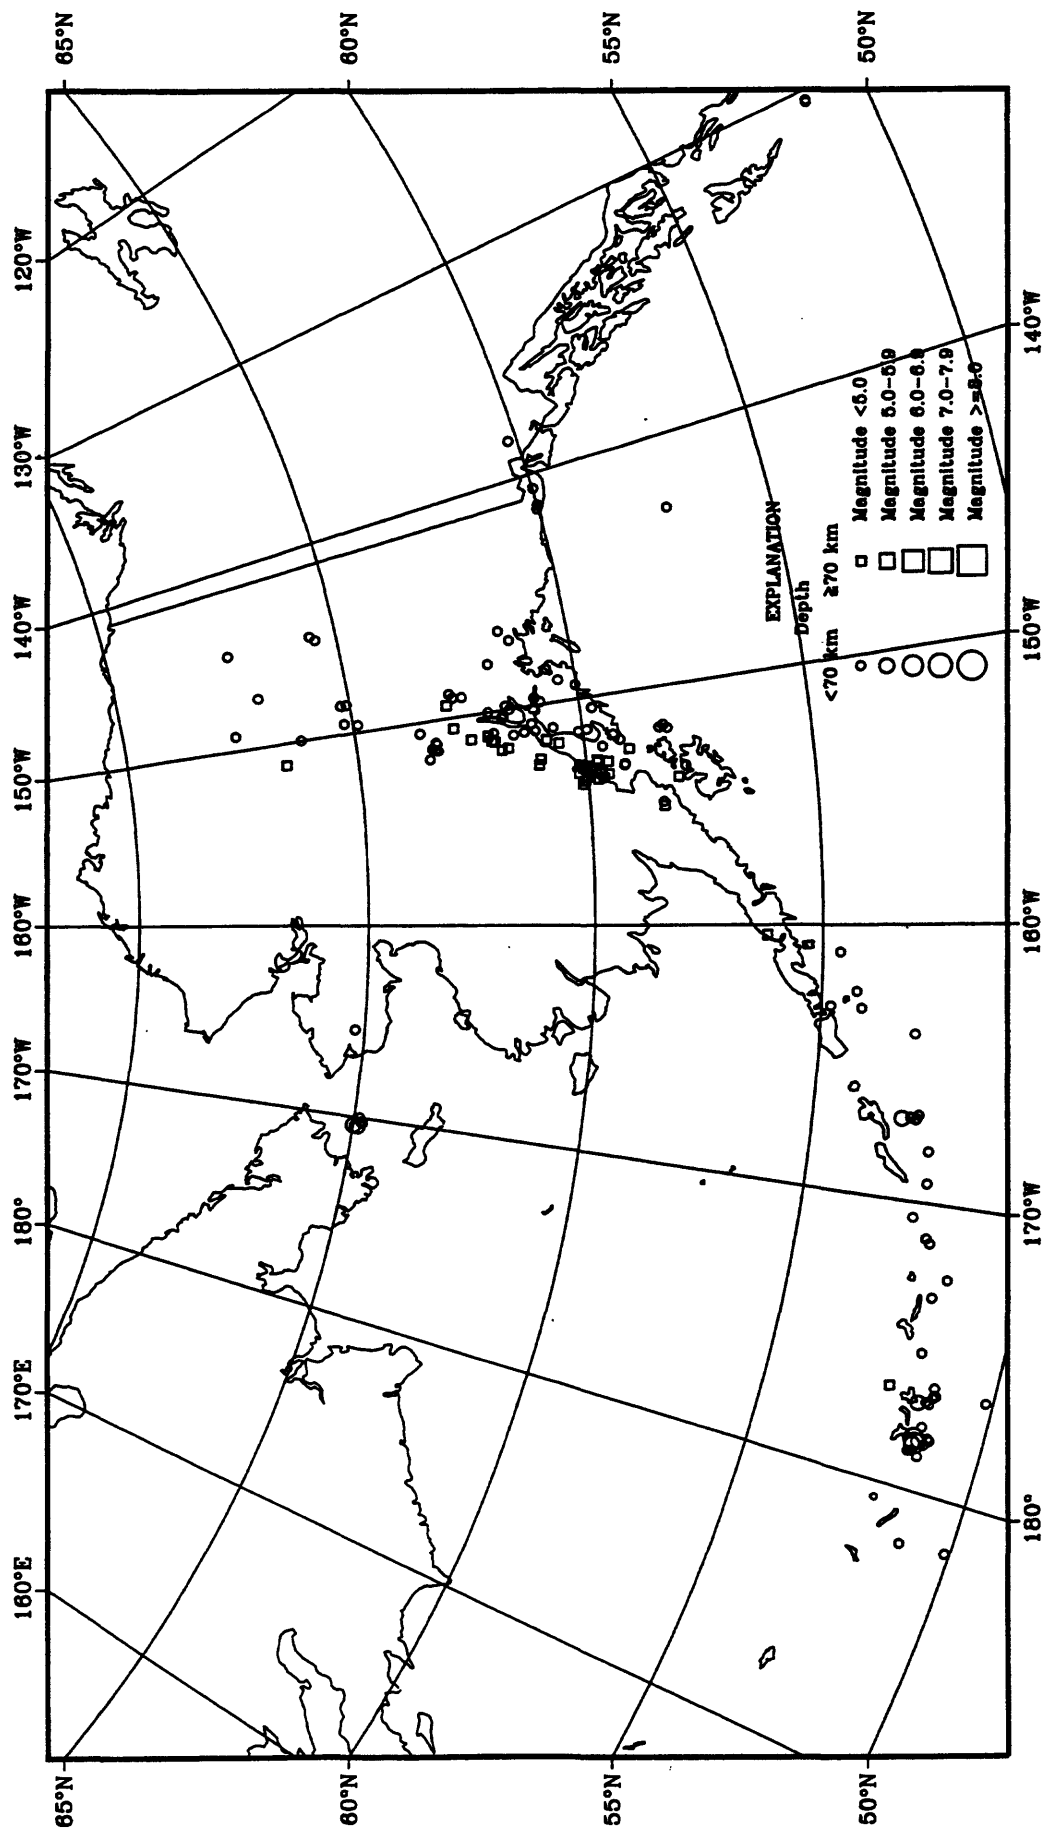 160°E 170°E 180° 170°W 160°W 150°W 140°W 130°W 120°W
65°N 65°N
60°N 60°N
55°N 55°N
EXPLANATION
Depth
<70 km ≥70 km
Magnitude <5.0
50°N 50°N
Magnitude 5.0-5.9
Magnitude 6.0-6.9
Magnitude 7.0-7.9
Magnitude >=8.0
180° 170°W 160°W 150°W 140°W